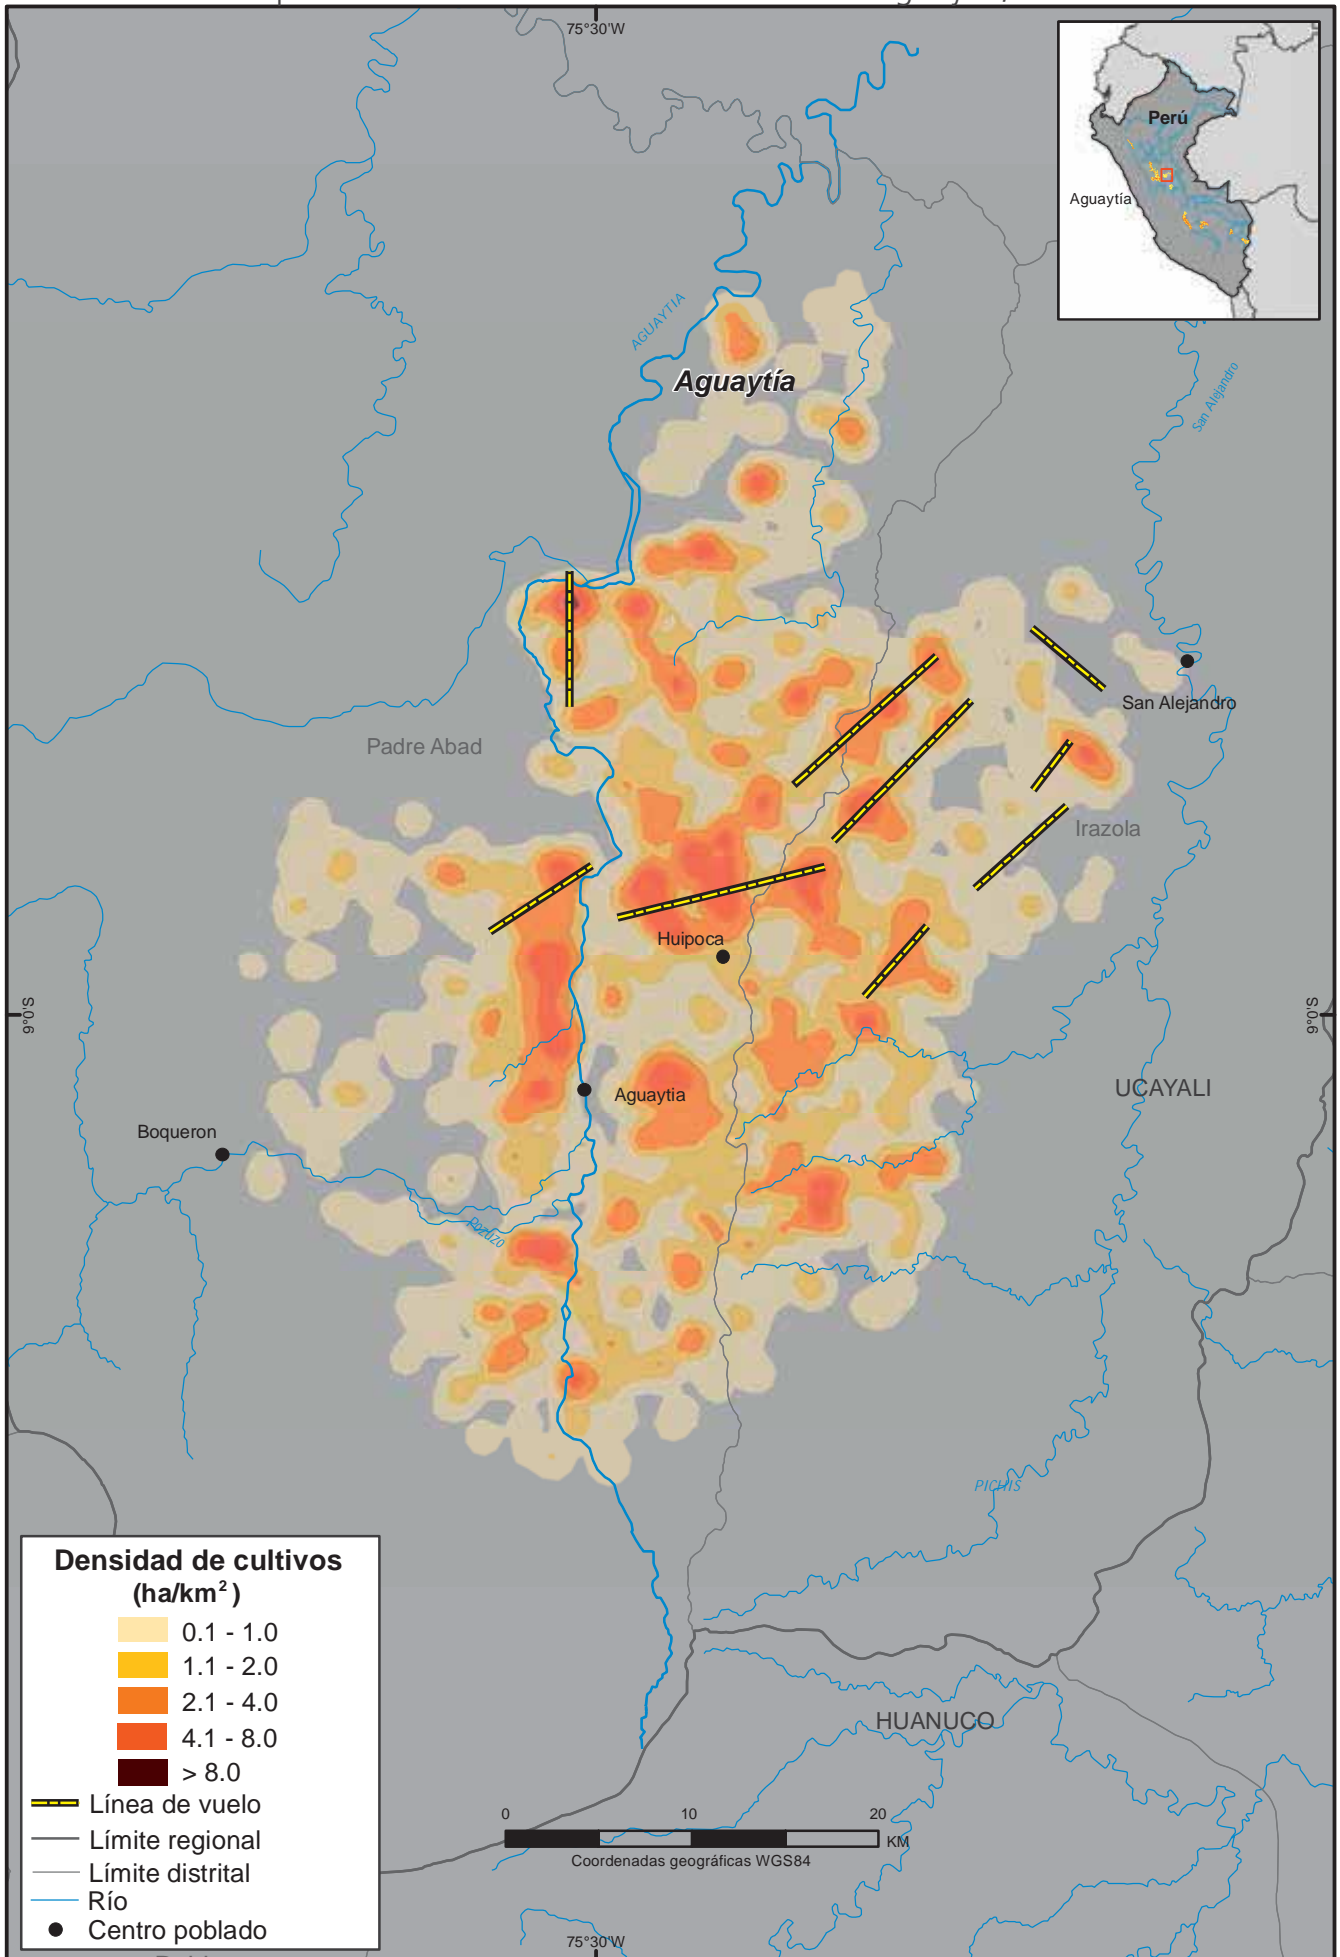 75°30'W
Perú
Aguaytía
AGUAYTIA
Aguaytía
San Alejandro
San Alejandro
Padre Abad
Irazola
Huipoca
9°0'S
9°0'S
Aguaytia
UCAYALI
Boqueron
Pozuzo
PICHIS
Densidad de cultivos
(ha/km²)
0.1 - 1.0
1.1 - 2.0
2.1 - 4.0
4.1 - 8.0
> 8.0
Línea de vuelo
Límite regional
Límite distrital
Río
Centro poblado
HUANUCO
0 10 20
KM
Coordenadas geográficas WGS84
75°30'W